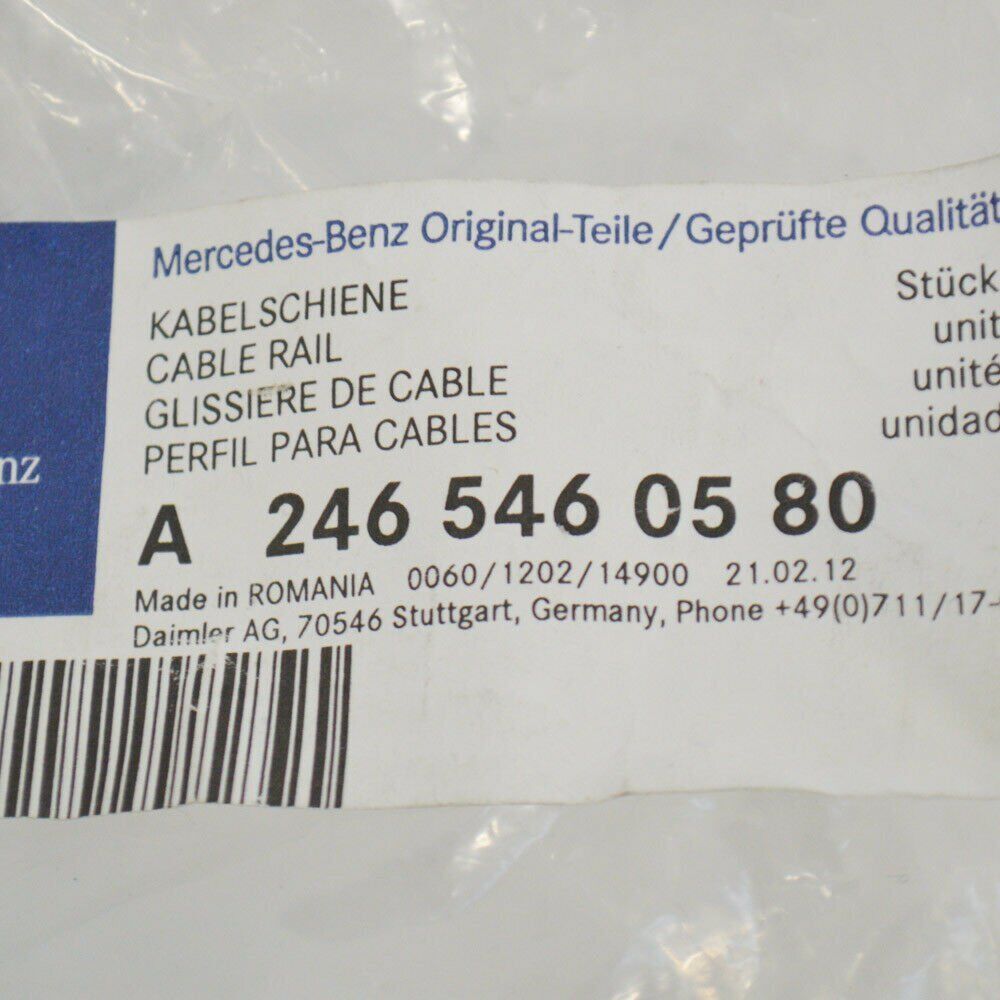 Mercedes-Benz Original-Teile/Geprüfte Qualität
KABELSCHIENE
CABLE RAIL
GLISSIERE DE CABLE
PERFIL PARA CABLES
Stück
unit
unité
unidad
nz
A 246 546 05 80
Made in ROMANIA 0060/1202/14900 21.02.12
Daimler AG, 70546 Stuttgart, Germany, Phone +49(0)711/17-